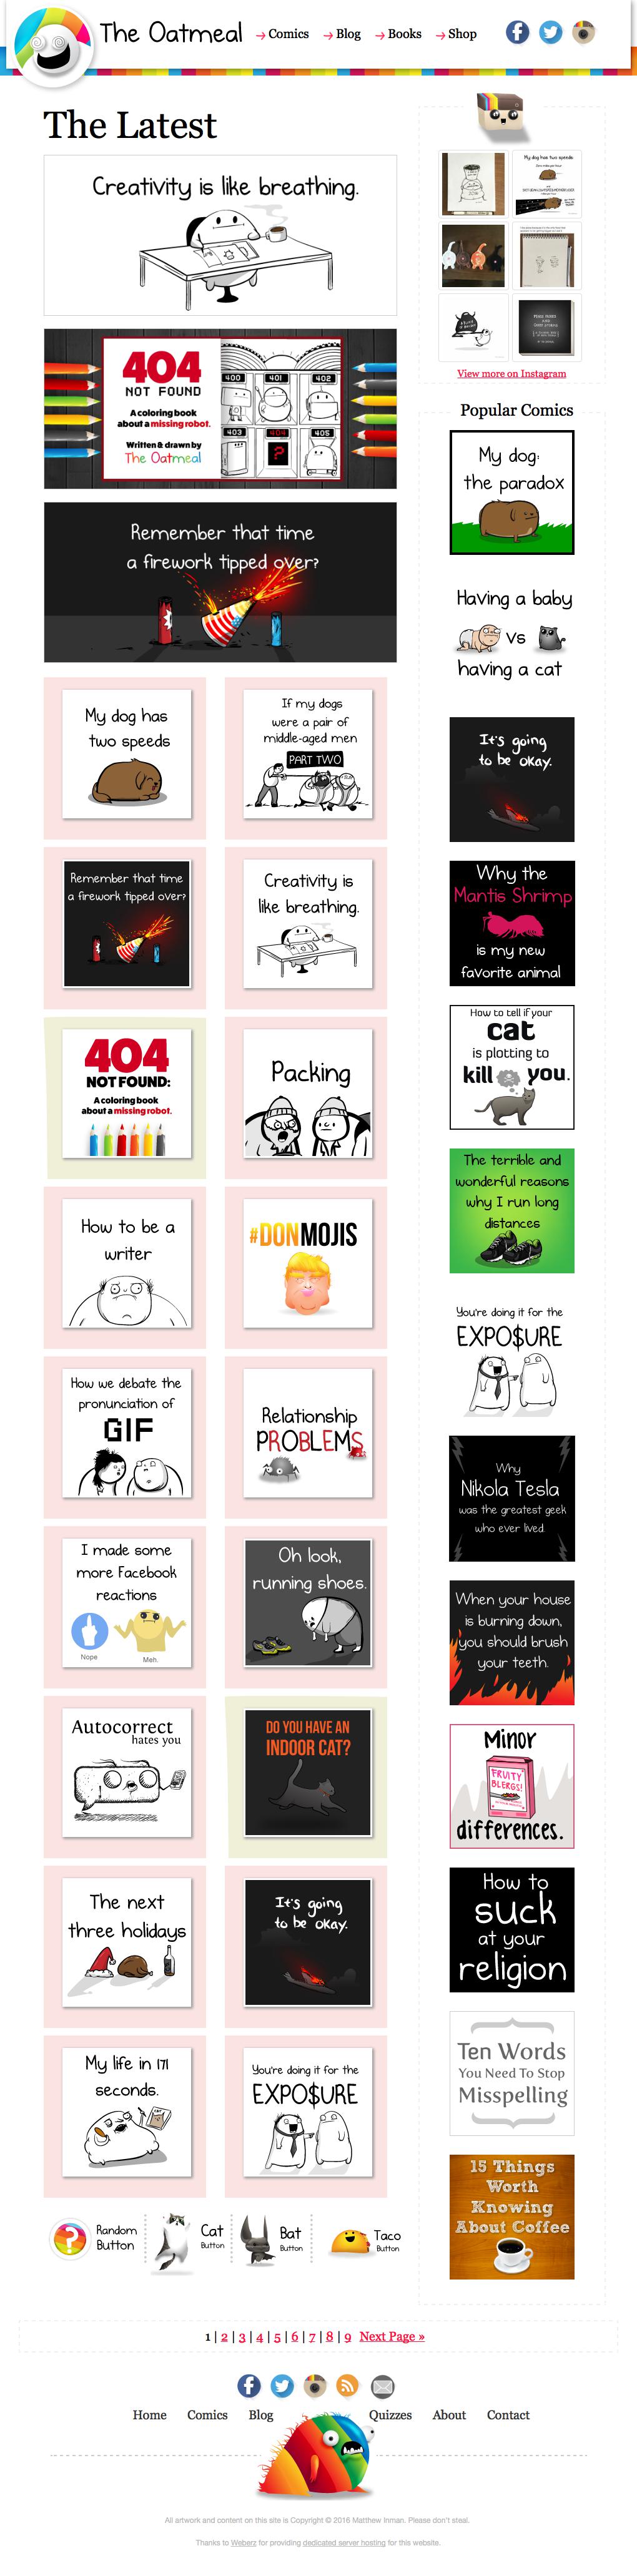 The Oatmeal
Comics
Blog
Books
Shop
The Latest
Creativity is like breathing.
404
NOT FOUND
A coloring book
about a missing robot.
Written & drawn by
The Oatmeal
400
401
402
403
404
405
?
Remember that time
a firework tipped over?
My dog has
two speeds
If my dogs
were a pair of
middle-aged men
PART TWO
Remember that time
a firework tipped over?
Creativity is
like breathing.
404
NOT FOUND:
A coloring book
about a missing robot.
Packing
How to be a
writer
#DONMOJIS
How we debate the
pronunciation of
GIF
Relationship
PROBLEMS
I made some
more Facebook
reactions
Nope
Meh.
Oh look,
running shoes.
Autocorrect
hates you
DO YOU HAVE AN
INDOOR CAT?
The next
three holidays
It's going
to be okay.
My life in 171
seconds.
You're doing it for the
EXPO$URE
?
Random
Button
Cat
Button
Bat
Button
Taco
Button
My dog has two speeds
View more on Instagram
Popular Comics
My dog:
the paradox
Having a baby
vs
having a cat
It's going
to be okay.
Why the
Mantis Shrimp
is my new
favorite animal
How to tell if your
cat
is plotting to
kill you.
The terrible and
wonderful reasons
why I run long
distances
You're doing it for the
EXPO$URE
Why
Nikola Tesla
was the greatest geek
who ever lived.
When your house
is burning down,
you should brush
your teeth.
Minor
FRUITY
BLERGS!
differences.
How to
suck
at your
religion
Ten Words
You Need To Stop
Misspelling
15 Things
Worth
Knowing
About Coffee
1 | 2 | 3 | 4 | 5 | 6 | 7 | 8 | 9 Next Page »
Home
Comics
Blog
Quizzes
About
Contact
All artwork and content on this site is Copyright © 2016 Matthew Inman. Please don't steal.
Thanks to Weberz for providing dedicated server hosting for this website.